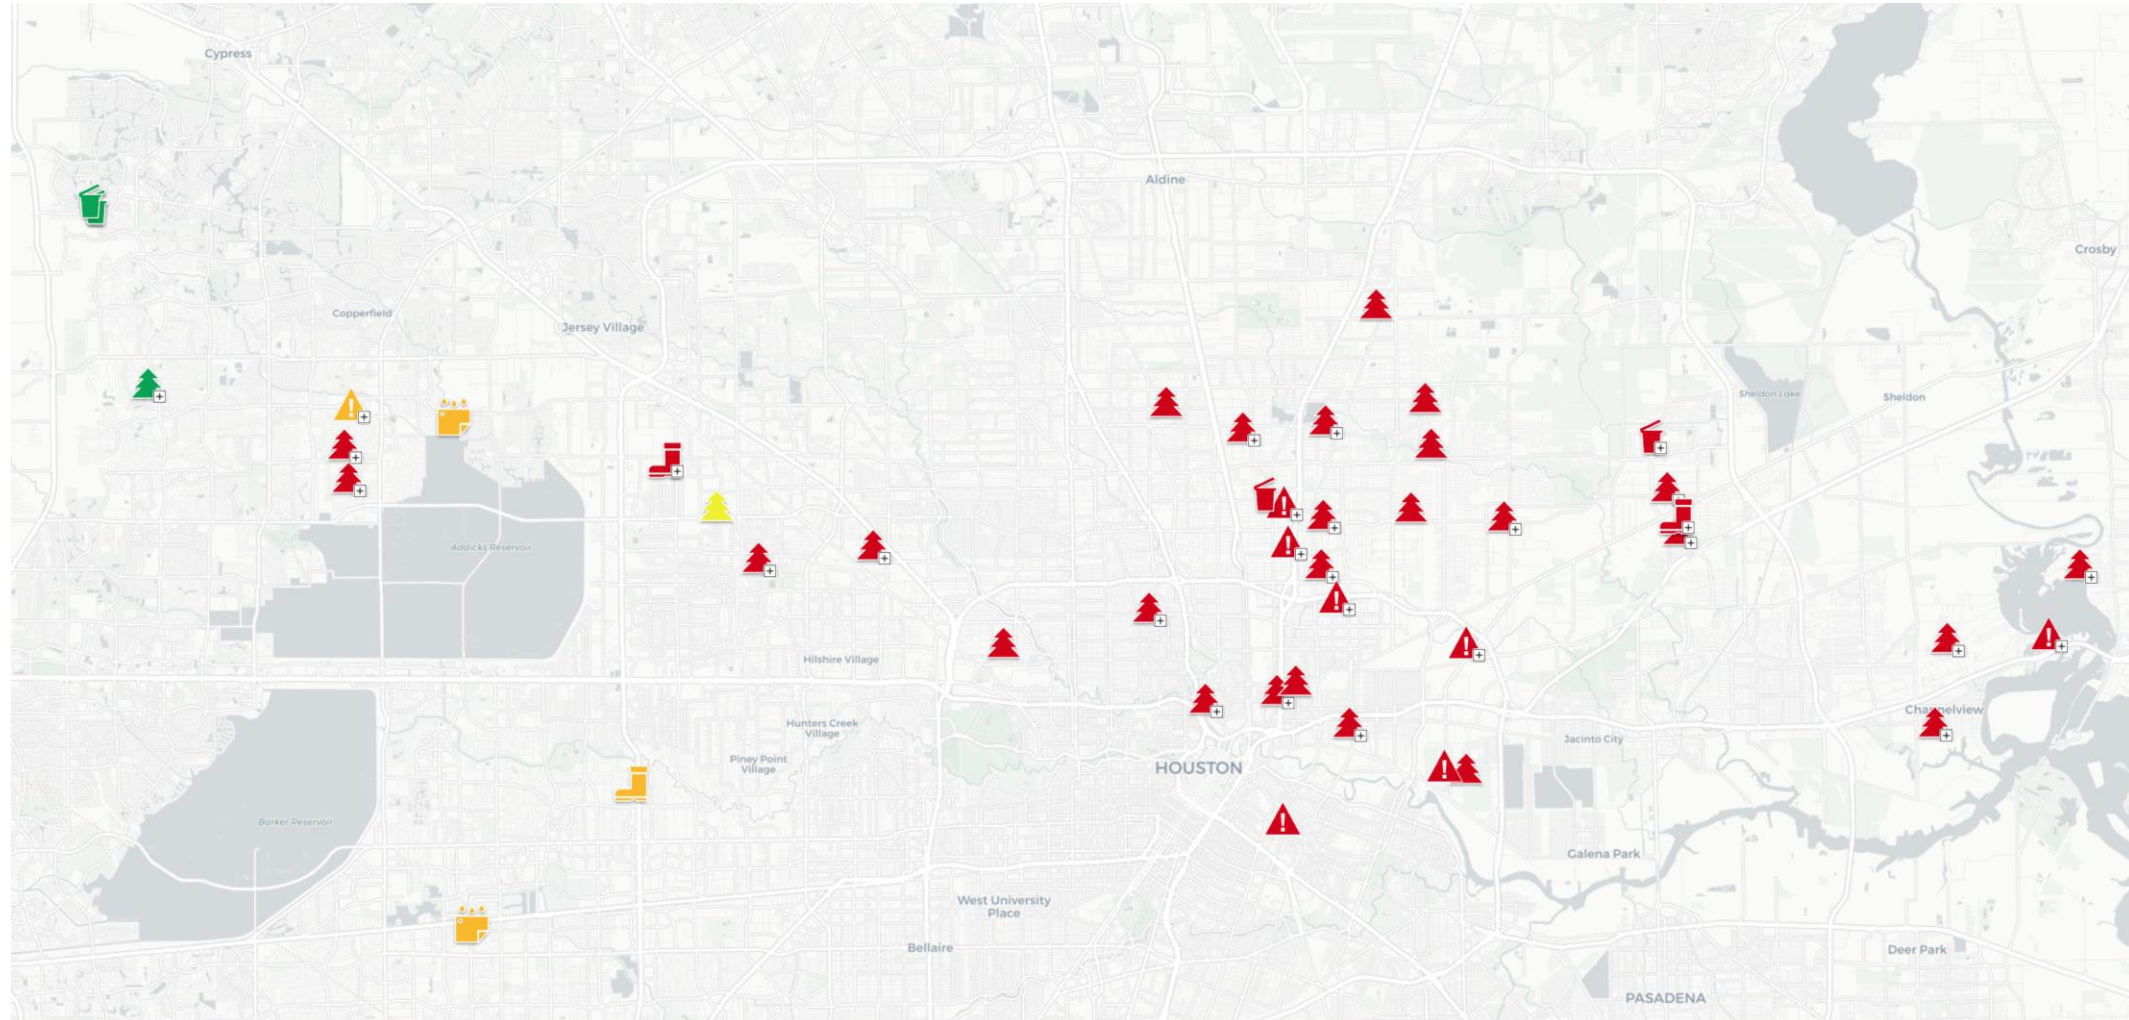 Cypress
Aldine
Crosby
Copperfield
Jersey Village
Sheldon Lake
Sheldon
Addicks Reservoir
Hilshire Village
Hunters Creek
Village
Channelview
Jacinto City
Piney Point
Village
HOUSTON
Barker Reservoir
Galena Park
West University
Place
Bellaire
Deer Park
PASADENA